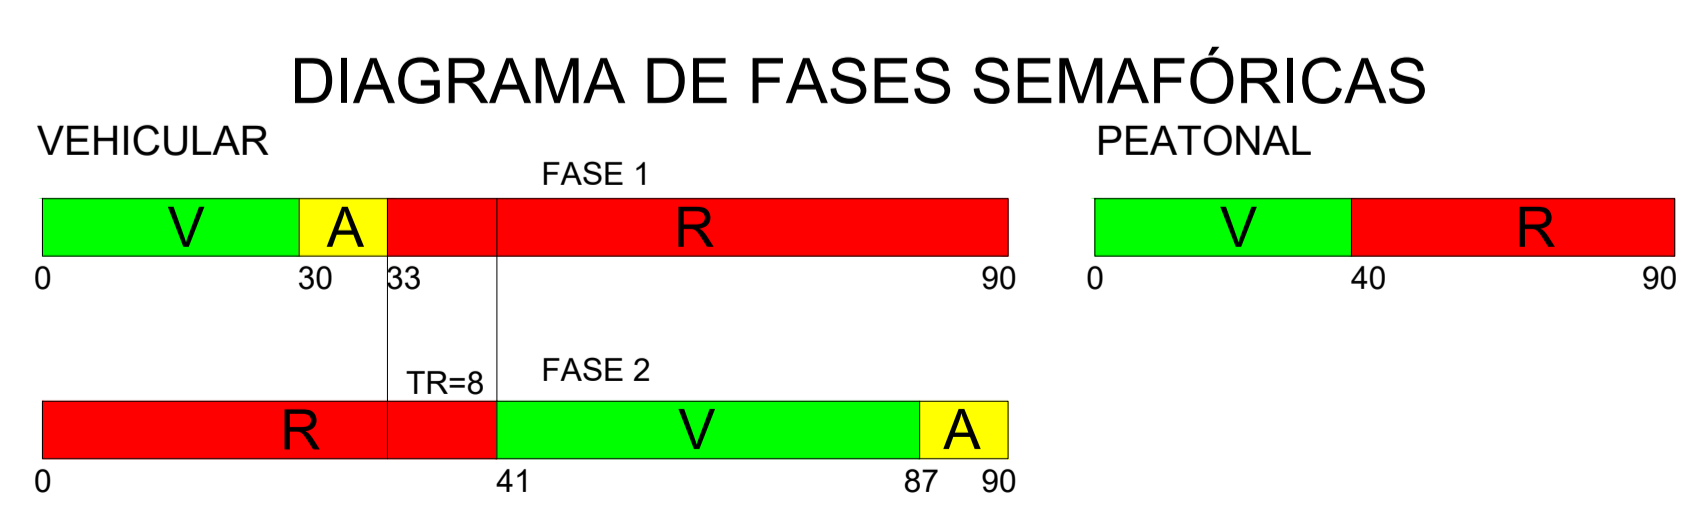 DIAGRAMA DE FASES SEMAFÓRICAS
VEHICULAR
PEATONAL
FASE 1
V A R
0 30 33 90
V R
0 40 90
TR=8
FASE 2
R V A
0 41 87 90